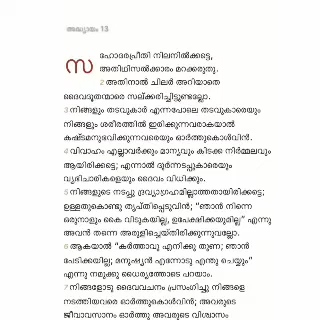 അദ്ധ്യായം 13
സഹോദരപ്രീതി നിലനില്ക്കട്ടെ,
അതിഥിസൽക്കാരം മറക്കരുതു.
2 അതിനാൽ ചിലർ അറിയാതെ
ദൈവദൂതന്മാരെ സല്ക്കരിച്ചിട്ടുണ്ടല്ലോ.
3 നിങ്ങളും തടവുകാർ എന്നപോലെ തടവുകാരെയും
നിങ്ങളും ശരീരത്തിൽ ഇരിക്കുന്നവരാകയാൽ
കഷ്ടമനുഭവിക്കുന്നവരെയും ഓർത്തുകൊൾവിൻ.
4 വിവാഹം എല്ലാവർക്കും മാന്യവും കിടക്ക നിർമ്മലവും
ആയിരിക്കട്ടെ; എന്നാൽ ദുർന്നടപ്പുകാരെയും
വ്യഭിചാരികളെയും ദൈവം വിധിക്കും.
5 നിങ്ങളുടെ നടപ്പു ദ്രവ്യാഗ്രഹമില്ലാത്തതായിരിക്കട്ടെ;
ഉള്ളതുകൊണ്ടു തൃപ്തിപ്പെടുവിൻ; “ഞാൻ നിന്നെ
ഒരുനാളും കൈ വിടുകയില്ല, ഉപേക്ഷിക്കയുമില്ല” എന്നു
അവൻ തന്നെ അരുളിച്ചെയ്തിരിക്കുന്നുവല്ലോ.
6 ആകയാൽ “കർത്താവു എനിക്കു തുണ; ഞാൻ
പേടിക്കയില്ല; മനുഷ്യൻ എന്നോടു എന്തു ചെയ്യും”
എന്നു നമുക്കു ധൈര്യത്തോടെ പറയാം.
7 നിങ്ങളോടു ദൈവവചനം പ്രസംഗിച്ചു നിങ്ങളെ
നടത്തിയവരെ ഓർത്തുകൊൾവിൻ; അവരുടെ
ജീവാവസാനം ഓർത്തു അവരുടെ വിശ്വാസം